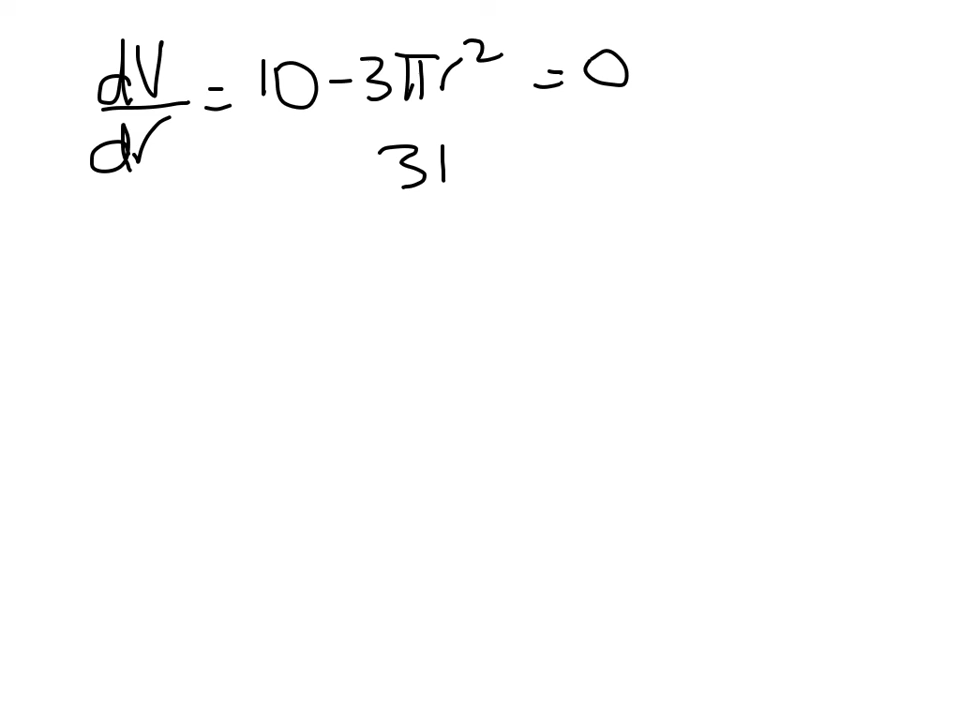 dV/dr = 10 - 3πr² = 0
31